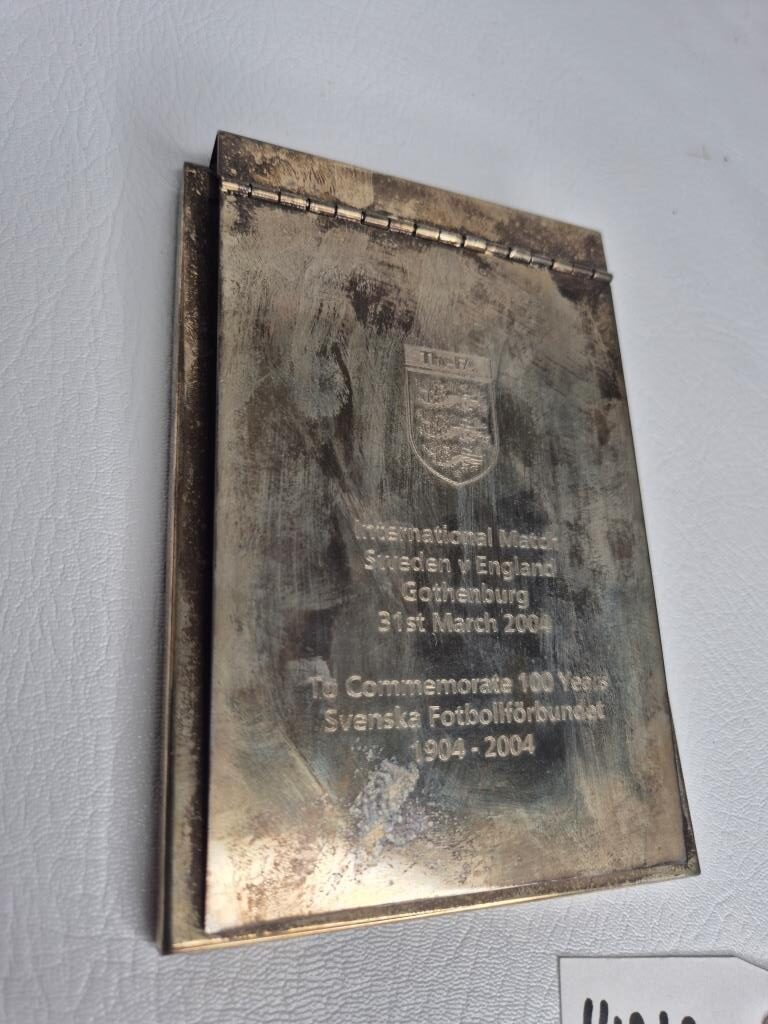 The FA
International Match
Sweden v England
Gothenburg
31st March 2004
To Commemorate 100 Years
Svenska Fotbollförbundet
1904 - 2004